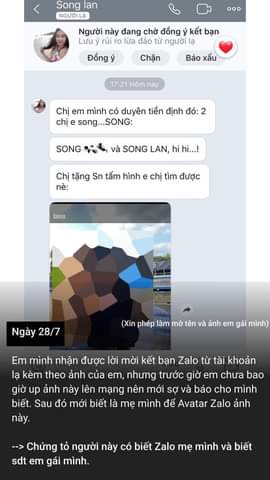 Song lan
NGƯỜI LẠ
Người này đang chờ đồng ý kết bạn
Lưu ý rủi ro lừa đảo từ người lạ
Đồng ý
Chặn
Báo xấu
17:21 Hôm nay
Chị em mình có duyên tiền định đó: 2
chị e song...SONG:
SONG và SONG LAN, hi hi...!
Chị tặng Sn tấm hình e chị tìm được
nè:
Ngày 28/7
(Xin phép làm mờ tên và ảnh em gái mình)
Em mình nhận được lời mời kết bạn Zalo từ tài khoản
lạ kèm theo ảnh của em, nhưng trước giờ em chưa bao
giờ up ảnh này lên mạng nên mới sợ và báo cho mình
biết. Sau đó mới biết là mẹ mình để Avatar Zalo ảnh
này.
--> Chứng tỏ người này có biết Zalo mẹ mình và biết
sdt em gái mình.